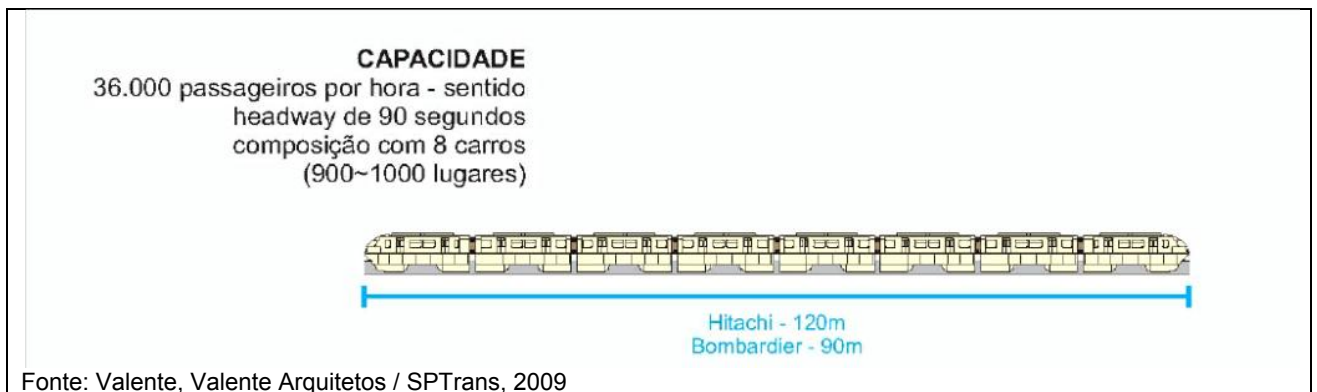 CAPACIDADE
36.000 passageiros por hora - sentido
headway de 90 segundos
composição com 8 carros
(900~1000 lugares)
Hitachi - 120m
Bombardier - 90m
Fonte: Valente, Valente Arquitetos / SPTrans, 2009